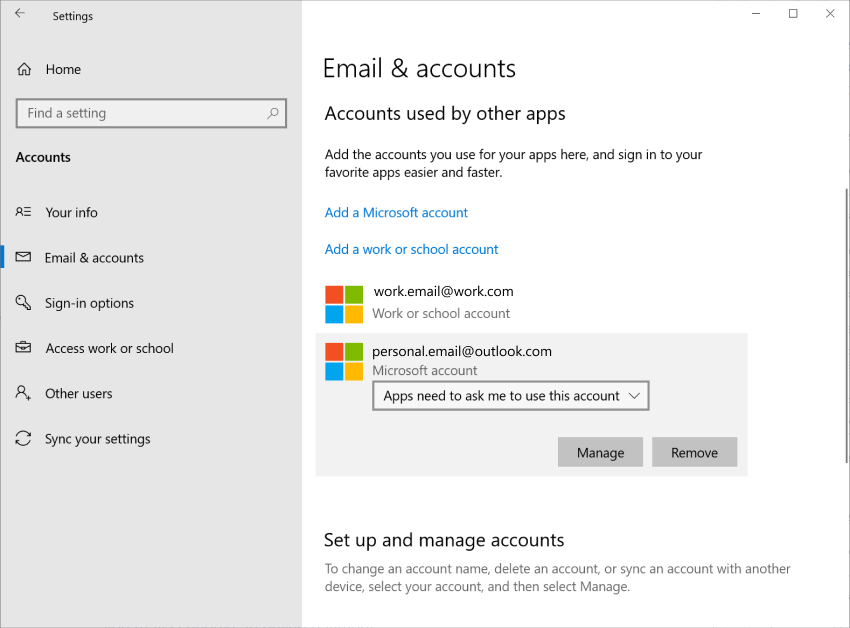 Settings
Home
Find a setting
Accounts
Your info
Email & accounts
Sign-in options
Access work or school
Other users
Sync your settings
Email & accounts
Accounts used by other apps
Add the accounts you use for your apps here, and sign in to your
favorite apps easier and faster.
Add a Microsoft account
Add a work or school account
work.email@work.com
Work or school account
personal.email@outlook.com
Microsoft account
Apps need to ask me to use this account
Manage Remove
Set up and manage accounts
To change an account name, delete an account, or sync an account with another
device, select your account, and then select Manage.